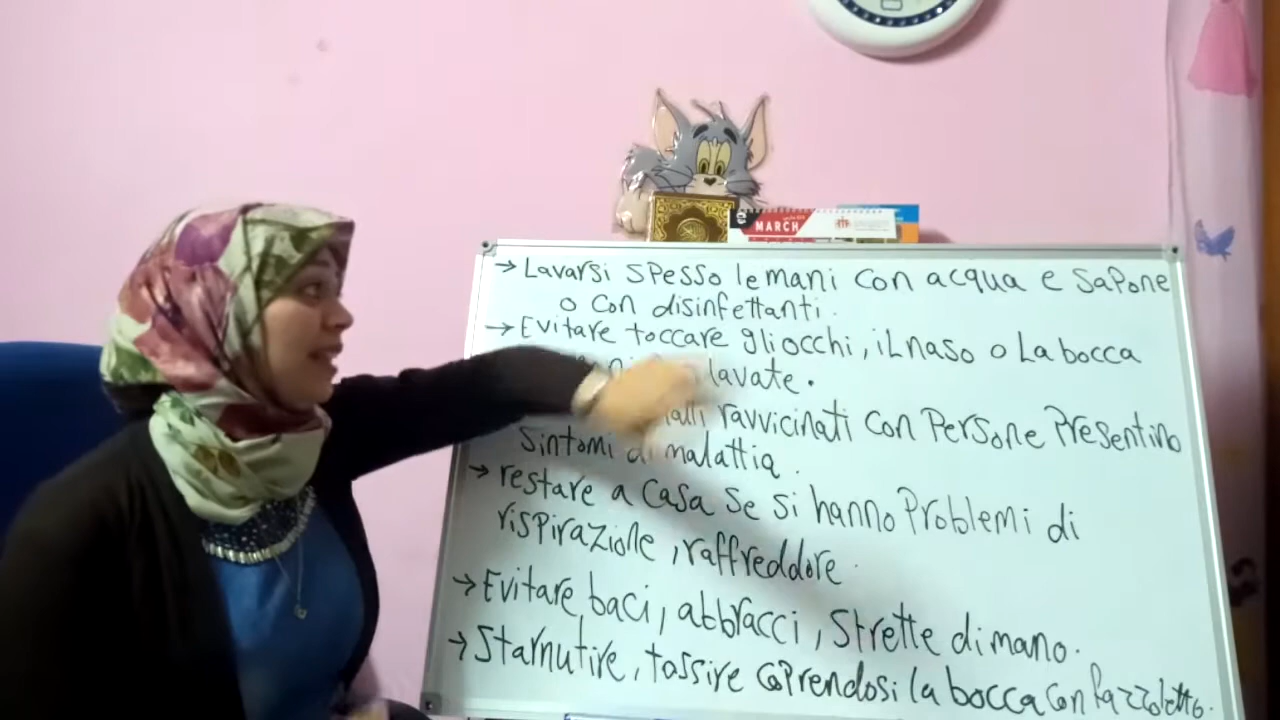 MARCH
→ Lavarsi spesso le mani con acqua e sapone
o con disinfettanti.
→ Evitare toccare gli occhi, il naso o la bocca
lavate.
ravvicinati con Persone Presentino
sintomi di malattia.
→ restare a casa se si hanno Problemi di
rispirazione, raffreddore.
→ Evitare baci, abbracci, strette di mano.
→ Starnutire, tossire coprendosi la bocca con fazzoletto.